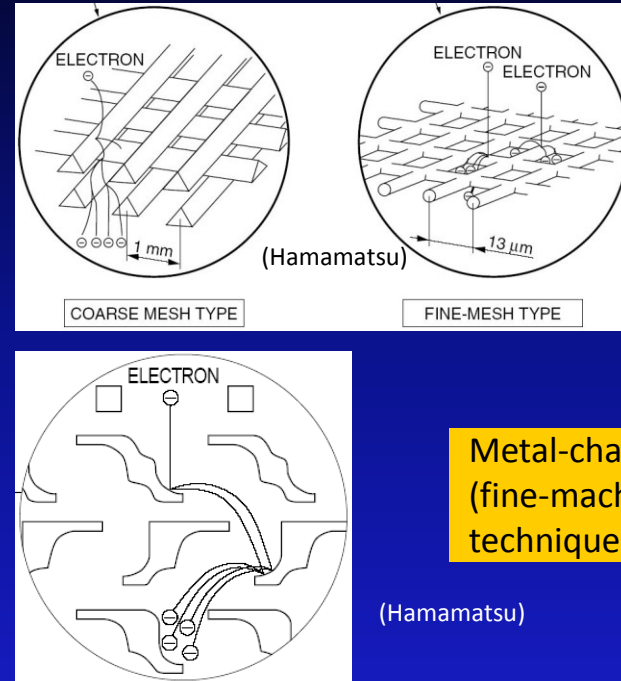 ELECTRON
1 mm
COARSE MESH TYPE
ELECTRON
ELECTRON
13 μm
FINE-MESH TYPE
(Hamamatsu)
ELECTRON
Metal-cha
(fine-mach
technique
(Hamamatsu)